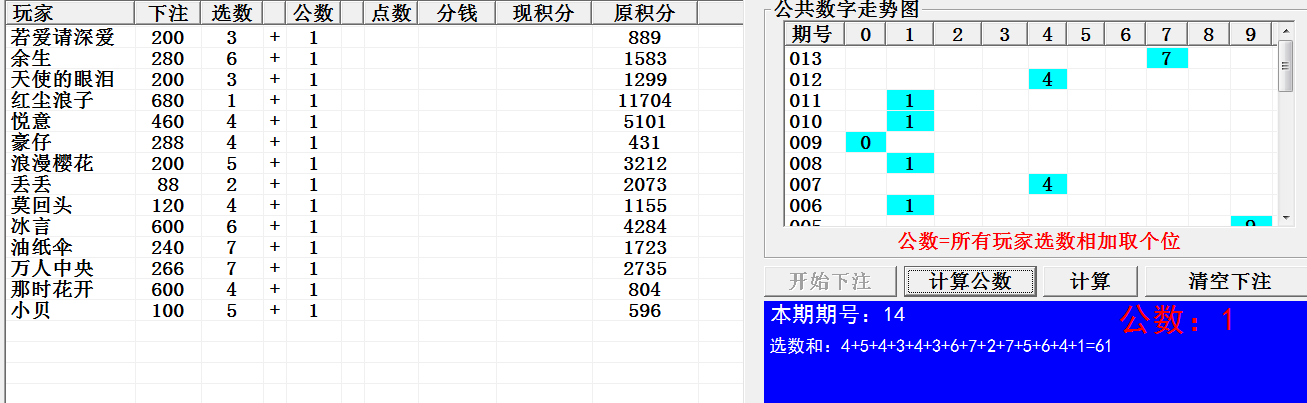 玩家 下注 选数 公数 点数 分钱 现积分 原积分
若爱请深爱 200 3 + 1 889
余生 280 6 + 1 1583
天使的眼泪 200 3 + 1 1299
红尘浪子 680 1 + 1 11704
悦意 460 4 + 1 5101
豪仔 288 4 + 1 431
浪漫樱花 200 5 + 1 3212
丢丢 88 2 + 1 2073
莫回头 120 4 + 1 1155
冰言 600 6 + 1 4284
油纸伞 240 7 + 1 1723
万人中央 266 7 + 1 2735
那时花开 600 4 + 1 804
小贝 100 5 + 1 596
公共数字走势图
期号 0 1 2 3 4 5 6 7 8 9
013 7
012 4
011 1
010 1
009 0
008 1
007 4
006 1
005 9
公数=所有玩家选数相加取个位
开始下注 计算公数 计算 清空下注
本期期号：14 公数：1
选数和：4+5+4+3+4+3+6+7+2+7+5+6+4+1=61